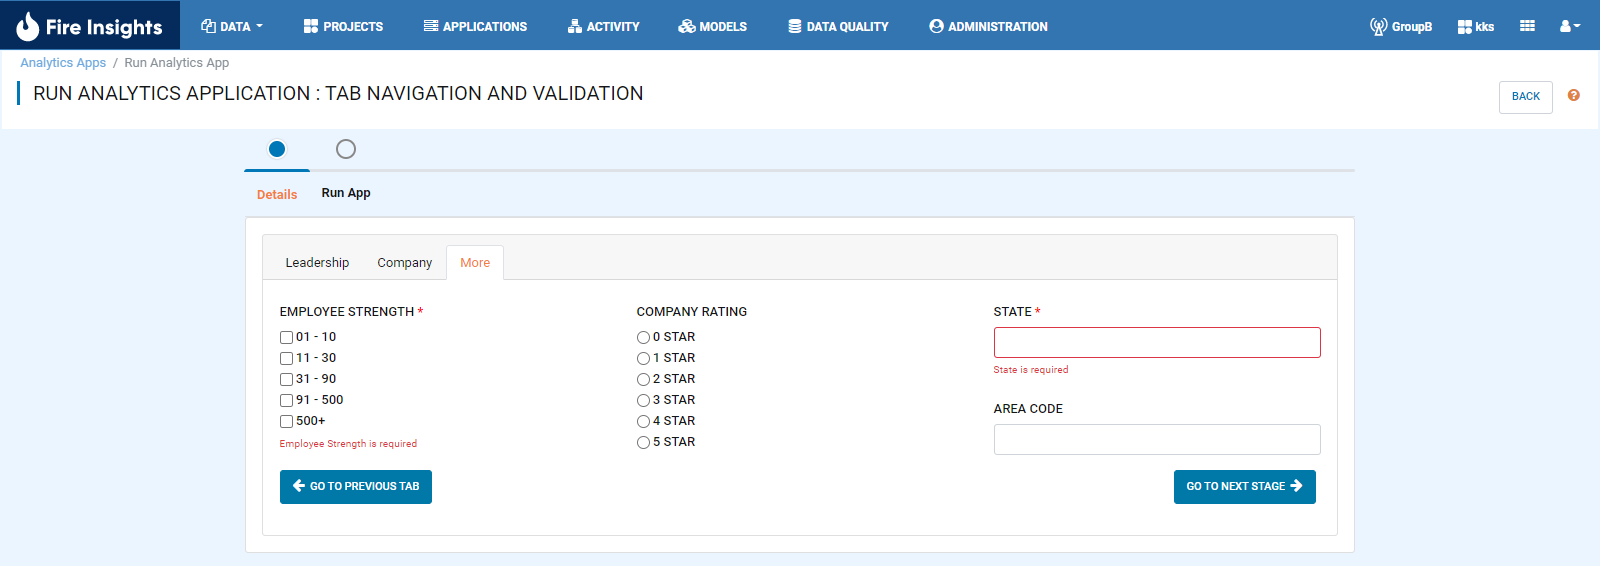 Fire Insights DATA PROJECTS APPLICATIONS ACTIVITY MODELS DATA QUALITY ADMINISTRATION GroupB kks
Analytics Apps / Run Analytics App
RUN ANALYTICS APPLICATION : TAB NAVIGATION AND VALIDATION
BACK
Details Run App
Leadership Company More
EMPLOYEE STRENGTH *
01 - 10
11 - 30
31 - 90
91 - 500
500+
Employee Strength is required
COMPANY RATING
0 STAR
1 STAR
2 STAR
3 STAR
4 STAR
5 STAR
STATE *
State is required
AREA CODE
GO TO PREVIOUS TAB
GO TO NEXT STAGE